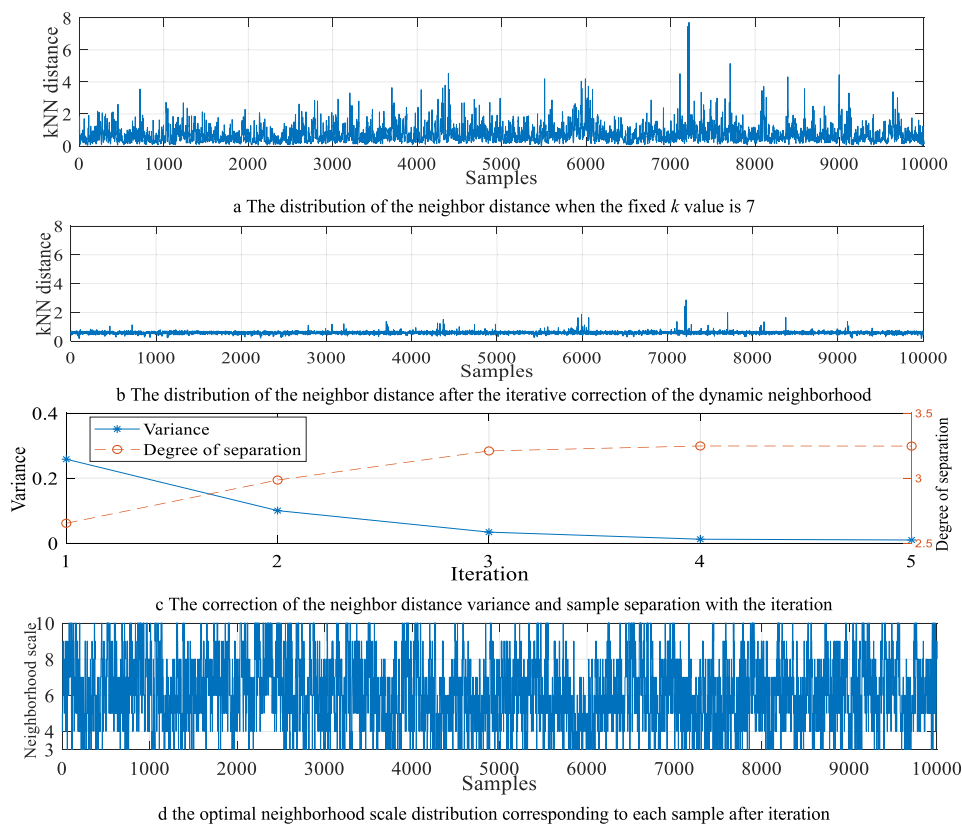 8
6
4
2
0
kNN distance
0 1000 2000 3000 4000 5000 6000 7000 8000 9000 10000
Samples
a The distribution of the neighbor distance when the fixed k value is 7
8
6
4
2
0
kNN distance
0 1000 2000 3000 4000 5000 6000 7000 8000 9000 10000
Samples
b The distribution of the neighbor distance after the iterative correction of the dynamic neighborhood
0.4
0.2
0
Variance
Variance
Degree of separation
3.5
3
2.5
Degree of separation
1 2 3 4 5
Iteration
c The correction of the neighbor distance variance and sample separation with the iteration
10
8
6
4
3
Neighborhood scale
0 1000 2000 3000 4000 5000 6000 7000 8000 9000 10000
Samples
d the optimal neighborhood scale distribution corresponding to each sample after iteration